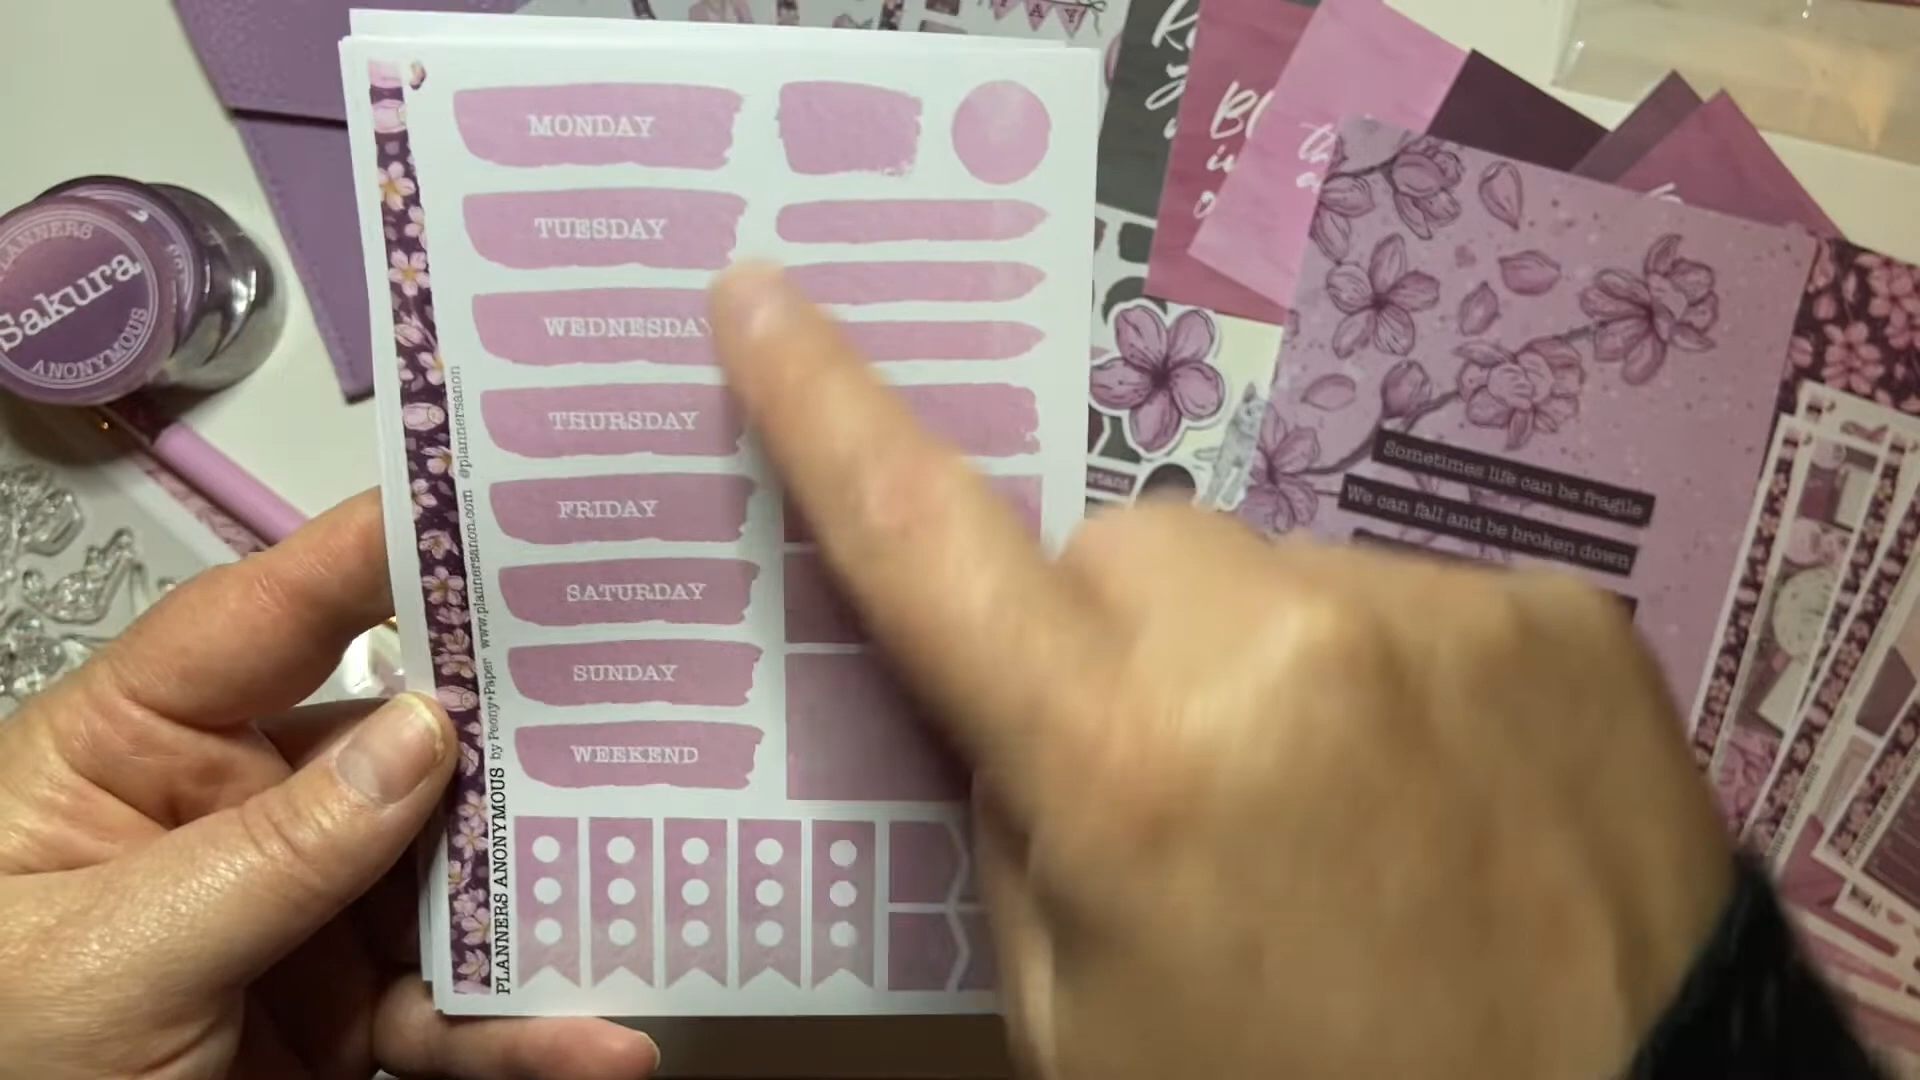 MONDAY
TUESDAY
WEDNESDAY
THURSDAY
FRIDAY
SATURDAY
SUNDAY
WEEKEND
PLANNERS ANONYMOUS by Peony+Paper www.plannersanon.com @plannersanon
PLANNERS
Sakura
ANONYMOUS
Sometimes life can be fragile
We can fall and be broken down